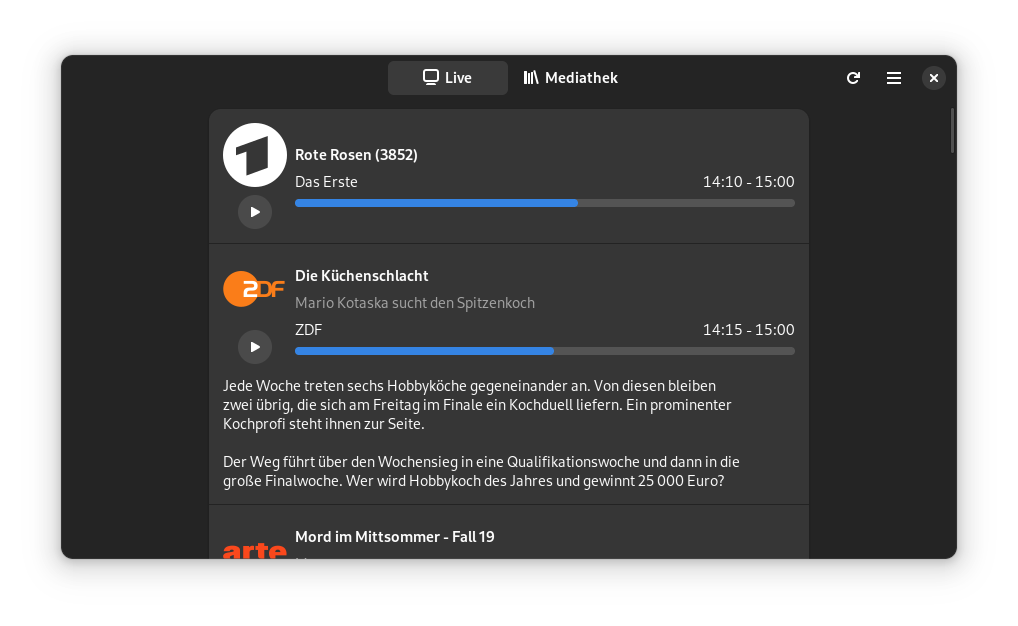 Live
Mediathek
Rote Rosen (3852)
Das Erste
14:10 - 15:00
ZDF
Die Küchenschlacht
Mario Kotaska sucht den Spitzenkoch
ZDF
14:15 - 15:00
Jede Woche treten sechs Hobbyköche gegeneinander an. Von diesen bleiben
zwei übrig, die sich am Freitag im Finale ein Kochduell liefern. Ein prominenter
Kochprofi steht ihnen zur Seite.
Der Weg führt über den Wochensieg in eine Qualifikationswoche und dann in die
große Finalwoche. Wer wird Hobbykoch des Jahres und gewinnt 25 000 Euro?
arte
Mord im Mittsommer - Fall 19